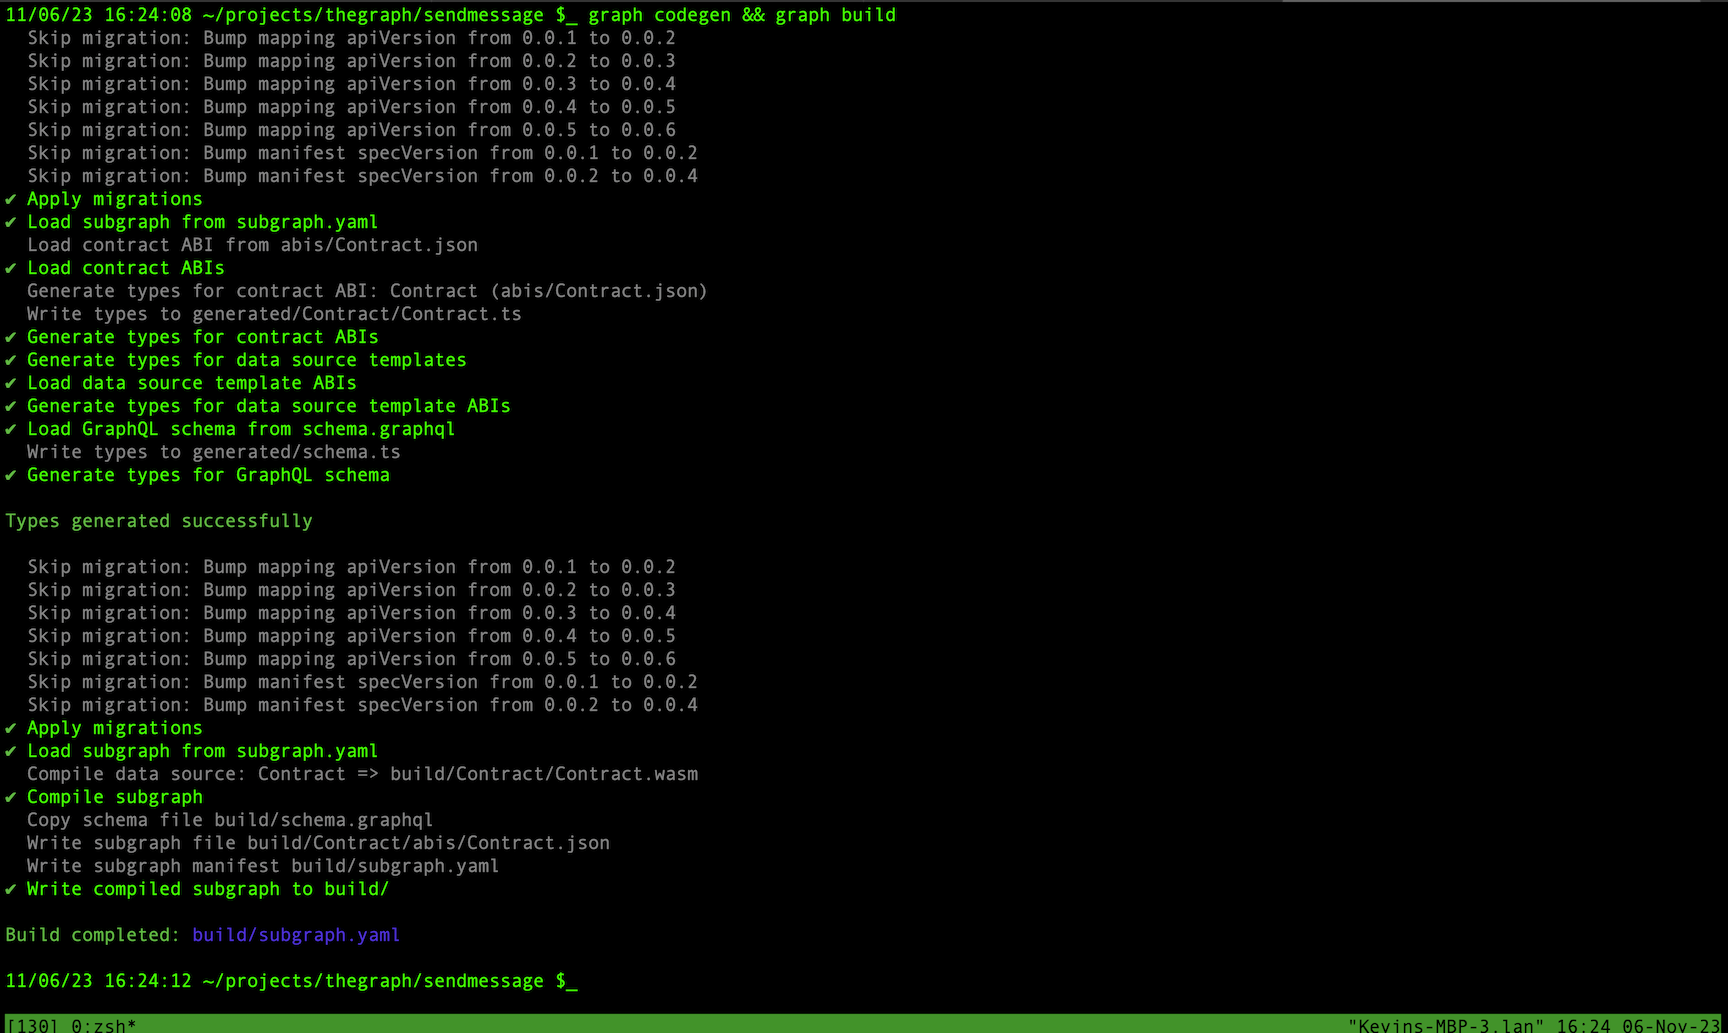 11/06/23 16:24:08 ~/projects/thegraph/sendmessage $_ graph codegen && graph build
Skip migration: Bump mapping apiVersion from 0.0.1 to 0.0.2
Skip migration: Bump mapping apiVersion from 0.0.2 to 0.0.3
Skip migration: Bump mapping apiVersion from 0.0.3 to 0.0.4
Skip migration: Bump mapping apiVersion from 0.0.4 to 0.0.5
Skip migration: Bump mapping apiVersion from 0.0.5 to 0.0.6
Skip migration: Bump manifest specVersion from 0.0.1 to 0.0.2
Skip migration: Bump manifest specVersion from 0.0.2 to 0.0.4
✔ Apply migrations
✔ Load subgraph from subgraph.yaml
Load contract ABI from abis/Contract.json
✔ Load contract ABIs
Generate types for contract ABI: Contract (abis/Contract.json)
Write types to generated/Contract/Contract.ts
✔ Generate types for contract ABIs
✔ Generate types for data source templates
✔ Load data source template ABIs
✔ Generate types for data source template ABIs
✔ Load GraphQL schema from schema.graphql
Write types to generated/schema.ts
✔ Generate types for GraphQL schema
Types generated successfully
Skip migration: Bump mapping apiVersion from 0.0.1 to 0.0.2
Skip migration: Bump mapping apiVersion from 0.0.2 to 0.0.3
Skip migration: Bump mapping apiVersion from 0.0.3 to 0.0.4
Skip migration: Bump mapping apiVersion from 0.0.4 to 0.0.5
Skip migration: Bump mapping apiVersion from 0.0.5 to 0.0.6
Skip migration: Bump manifest specVersion from 0.0.1 to 0.0.2
Skip migration: Bump manifest specVersion from 0.0.2 to 0.0.4
✔ Apply migrations
✔ Load subgraph from subgraph.yaml
Compile data source: Contract => build/Contract/Contract.wasm
✔ Compile subgraph
Copy schema file build/schema.graphql
Write subgraph file build/Contract/abis/Contract.json
Write subgraph manifest build/subgraph.yaml
✔ Write compiled subgraph to build/
Build completed: build/subgraph.yaml
11/06/23 16:24:12 ~/projects/thegraph/sendmessage $_
[130] 0:zsh* "Kevins-MBP-3.lan" 16:24 06-Nov-23